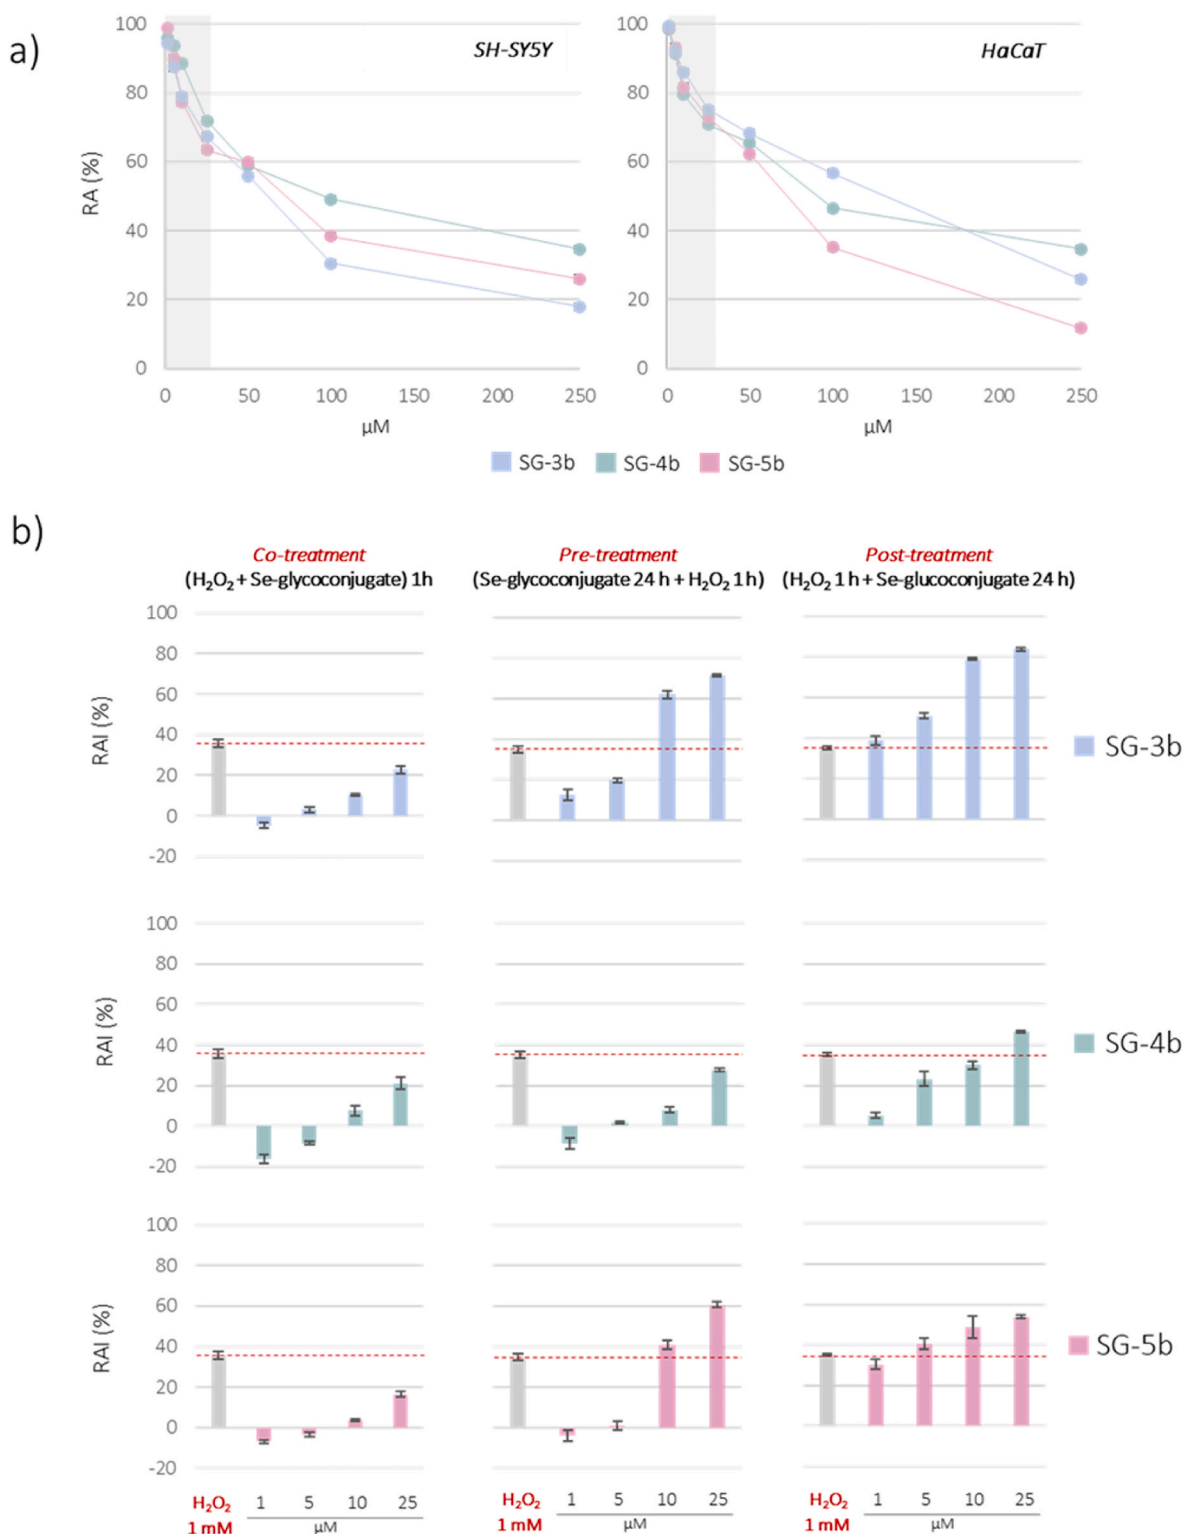 a)
SH-SY5Y
HaCaT
RA (%)
100
80
60
40
20
0
0 50 100 150 200 250
µM
100
80
60
40
20
0
0 50 100 150 200 250
µM
SG-3b SG-4b SG-5b
b)
Co-treatment
(H₂O₂ + Se-glycoconjugate) 1h
Pre-treatment
(Se-glycoconjugate 24 h + H₂O₂ 1 h)
Post-treatment
(H₂O₂ 1 h + Se-glucoconjugate 24 h)
RAI (%)
100
80
60
40
20
0
-20
SG-3b
RAI (%)
100
80
60
40
20
0
-20
SG-4b
RAI (%)
100
80
60
40
20
0
-20
SG-5b
H₂O₂ 1 5 10 25
1 mM µM
H₂O₂ 1 5 10 25
1 mM µM
H₂O₂ 1 5 10 25
1 mM µM